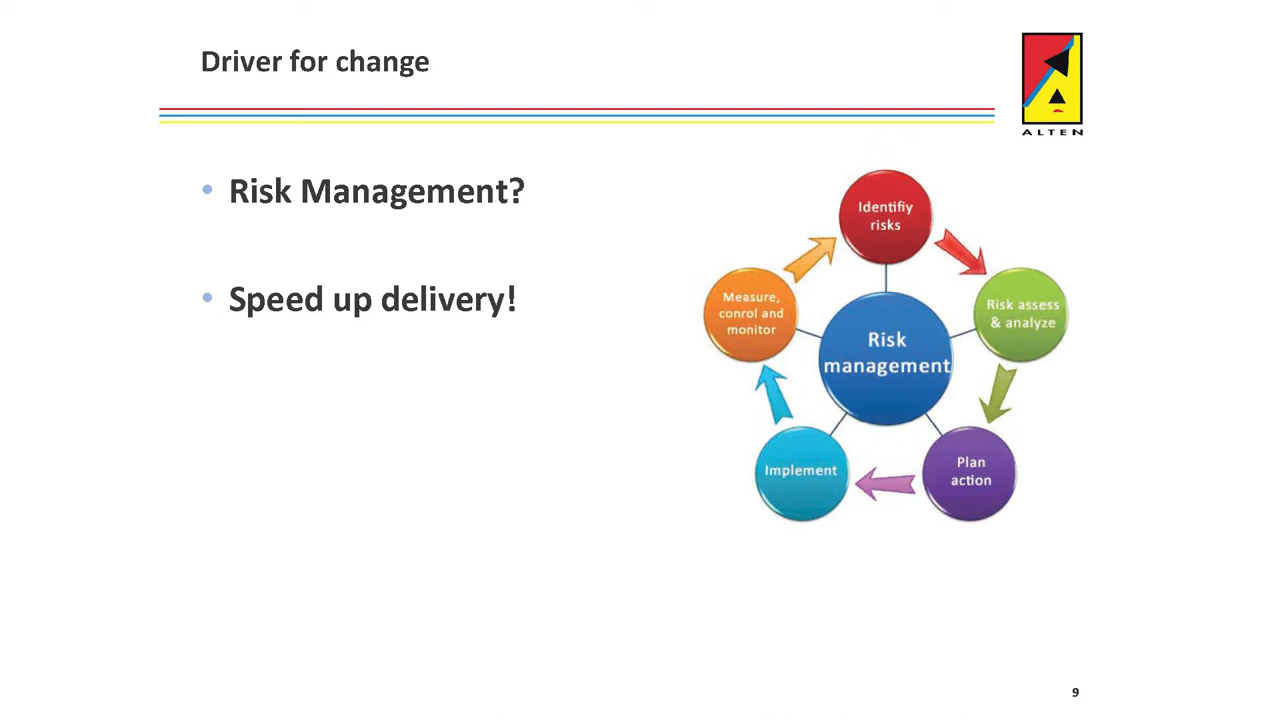 Driver for change
ALTEN
• Risk Management?
• Speed up delivery!
Identifiy
risks
Risk assess
& analyze
Plan
action
Implement
Measure,
conrol and
monitor
Risk
management
9